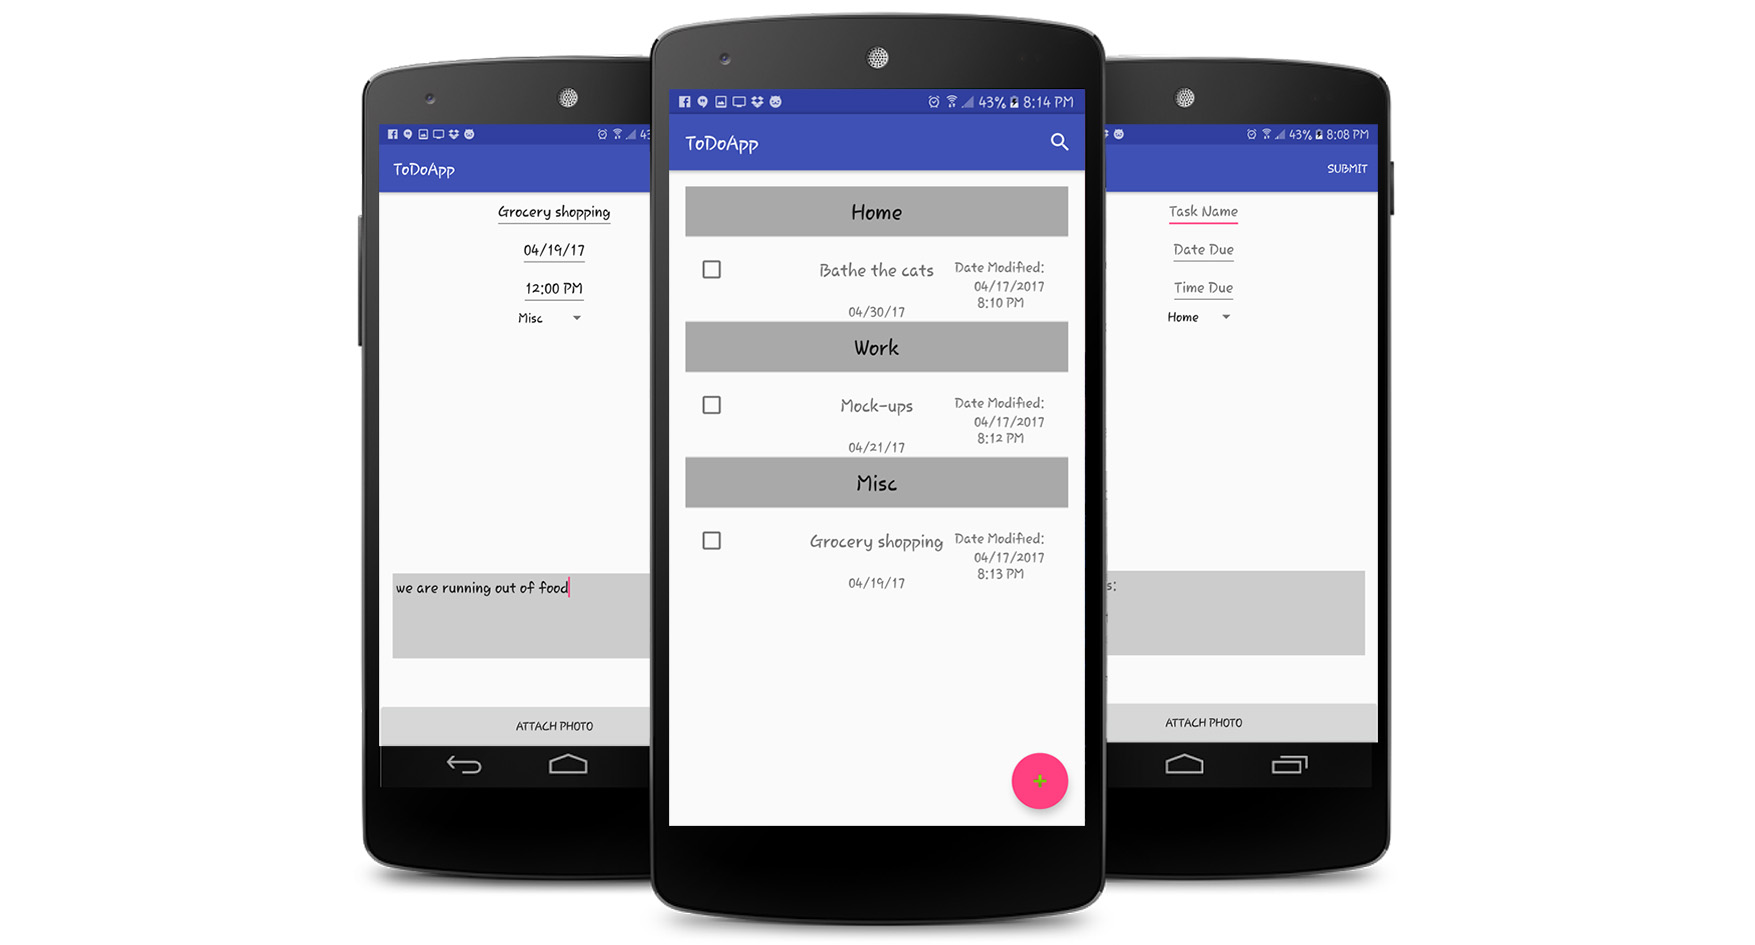 43
ToDoApp
Grocery shopping
04/19/17
12:00 PM
Misc
we are running out of food
ATTACH PHOTO
43% 8:14 PM
ToDoApp
Home
Bathe the cats
Date Modified:
04/17/2017
8:10 PM
04/30/17
Work
Mock-ups
Date Modified:
04/17/2017
8:12 PM
04/21/17
Misc
Grocery shopping
Date Modified:
04/17/2017
8:13 PM
04/19/17
+
43% 8:08 PM
SUBMIT
Task Name
Date Due
Time Due
Home
s:
ATTACH PHOTO